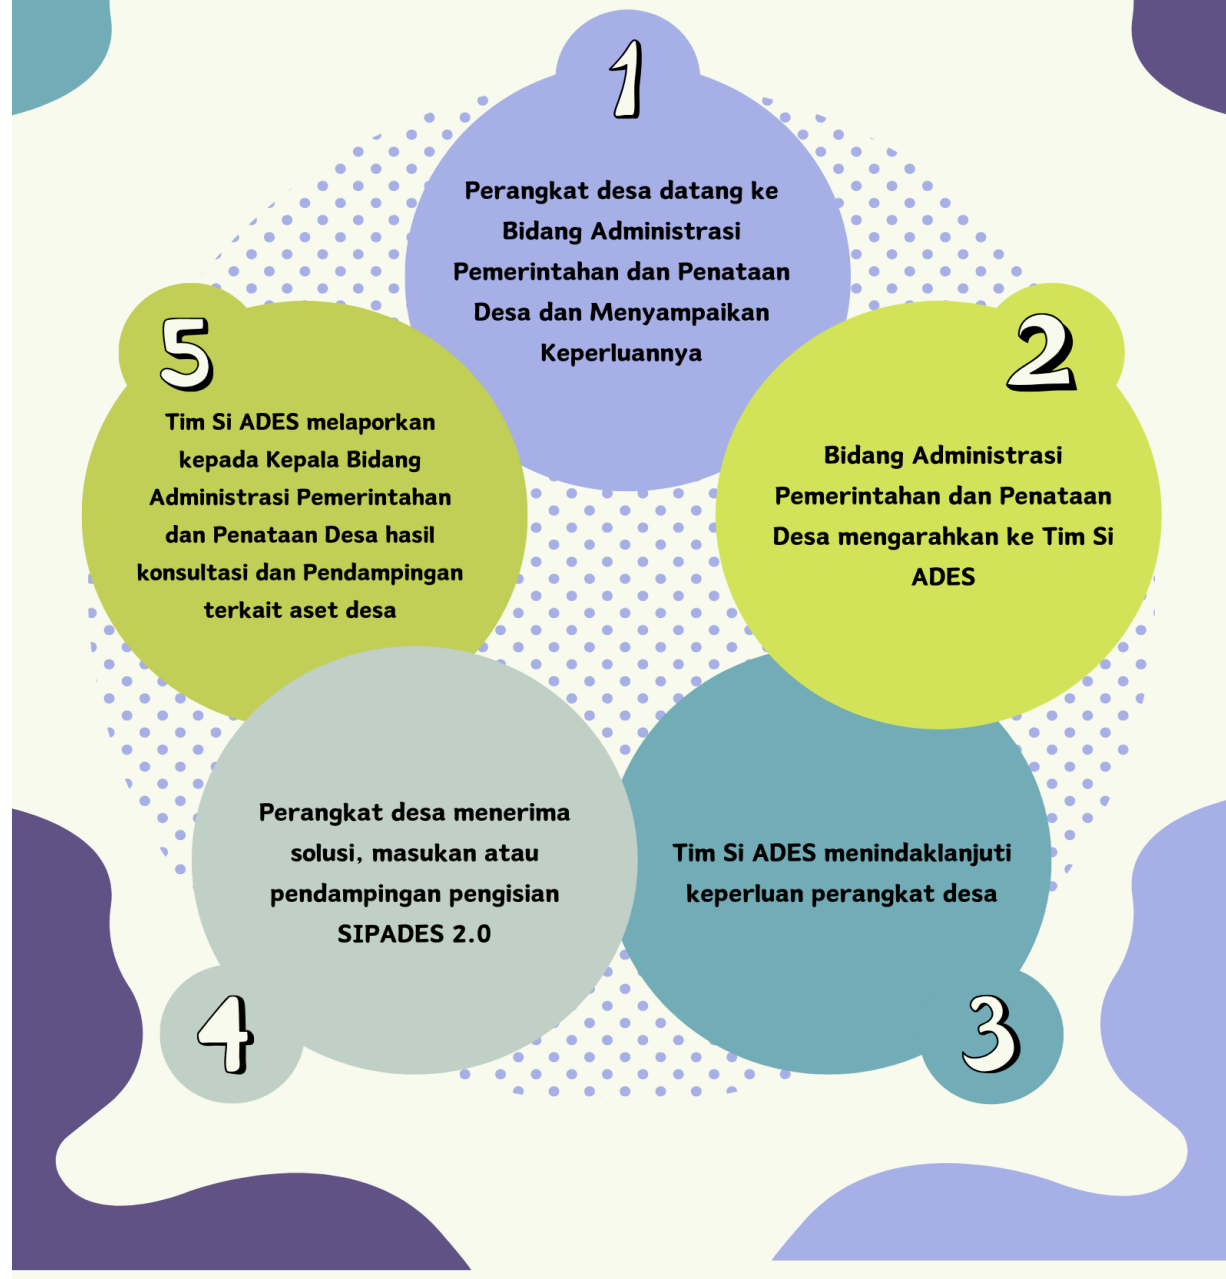 1
Perangkat desa datang ke
Bidang Administrasi
Pemerintahan dan Penataan
Desa dan Menyampaikan
Keperluannya
2
Bidang Administrasi
Pemerintahan dan Penataan
Desa mengarahkan ke Tim Si
ADES
3
Tim Si ADES menindaklanjuti
keperluan perangkat desa
4
Perangkat desa menerima
solusi, masukan atau
pendampingan pengisian
SIPADES 2.0
5
Tim Si ADES melaporkan
kepada Kepala Bidang
Administrasi Pemerintahan
dan Penataan Desa hasil
konsultasi dan Pendampingan
terkait aset desa